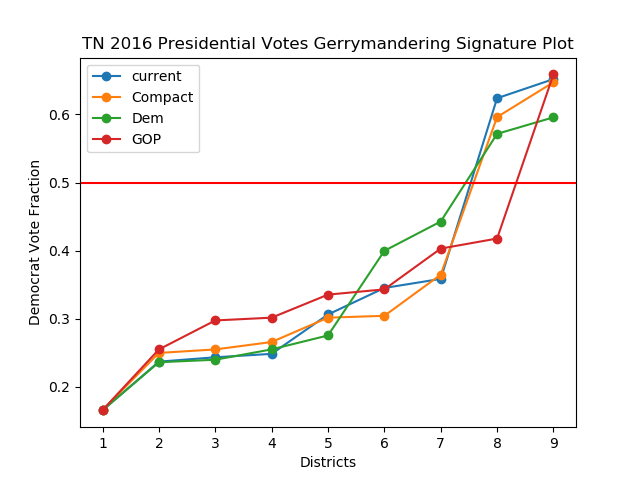 TN 2016 Presidential Votes Gerrymandering Signature Plot
current
Compact
Dem
GOP
0.6
0.5
0.4
0.3
0.2
Democrat Vote Fraction
1 2 3 4 5 6 7 8 9
Districts